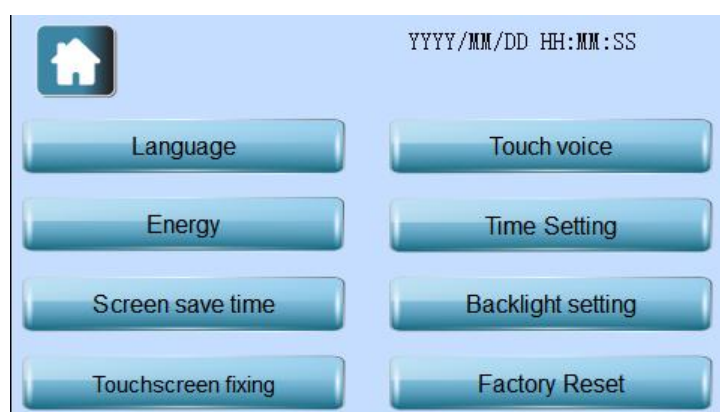 YYYY/MM/DD HH:MM:SS
Language
Touch voice
Energy
Time Setting
Screen save time
Backlight setting
Touchscreen fixing
Factory Reset